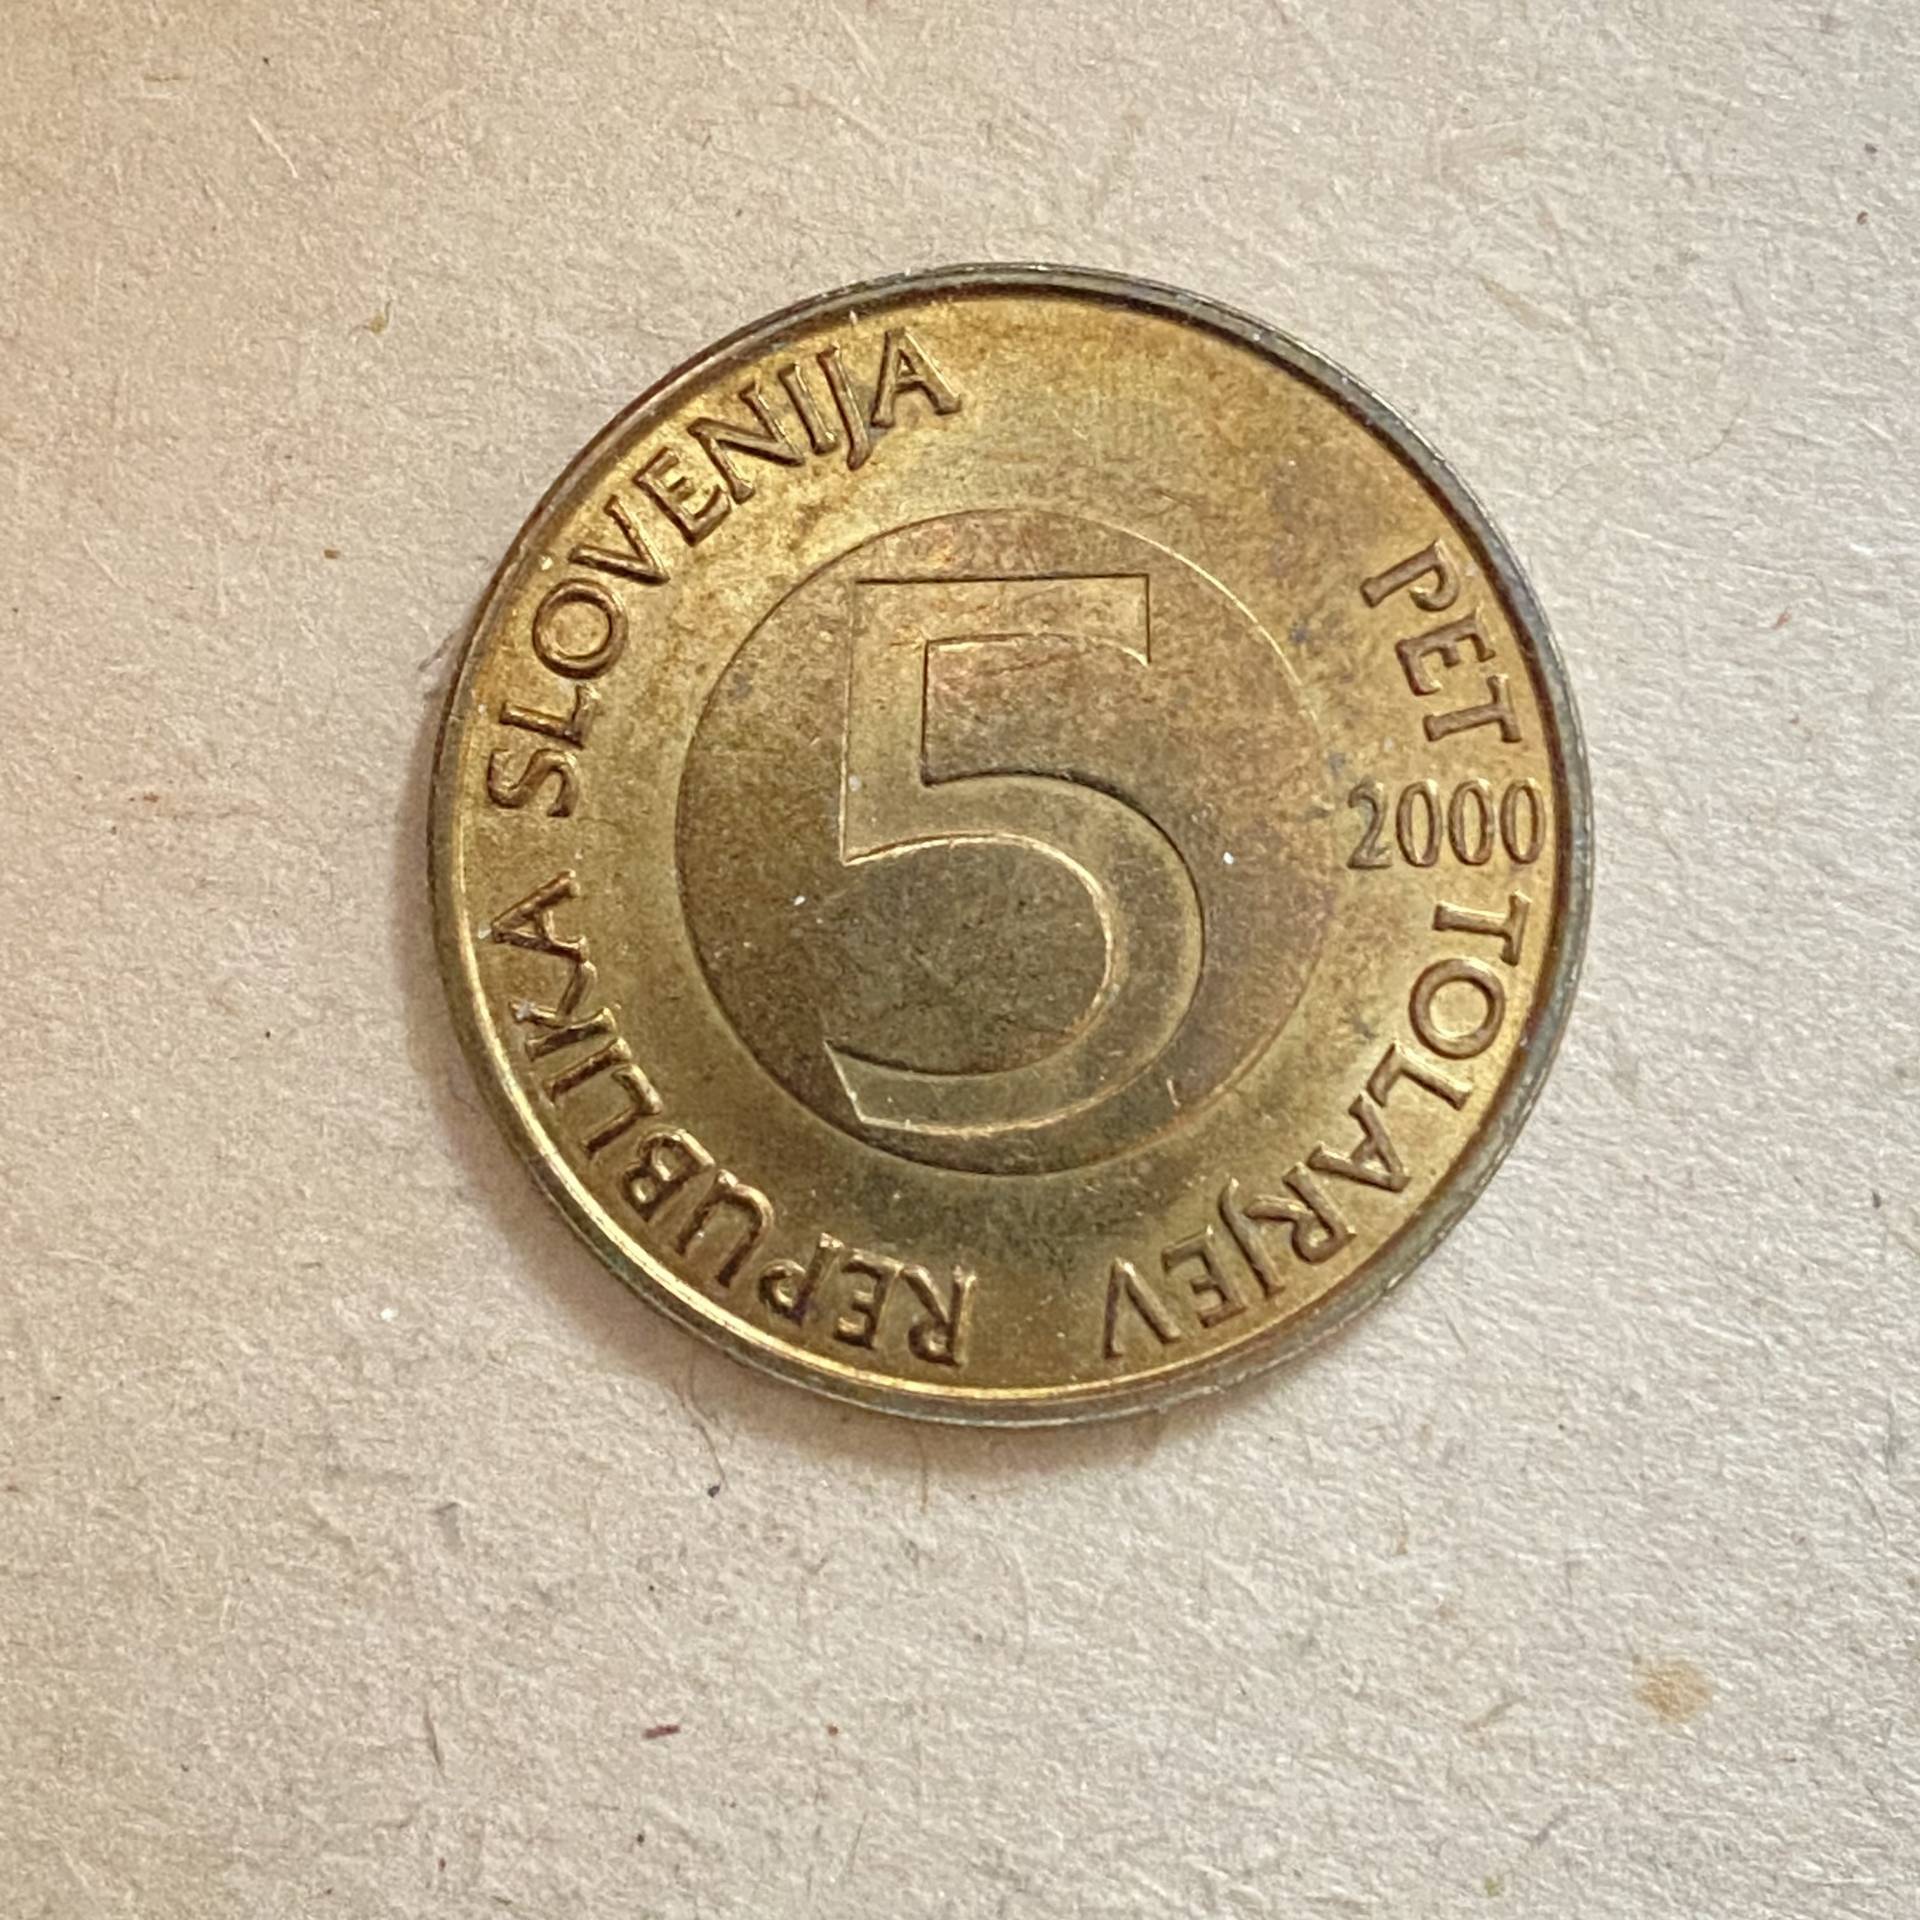 REPUBLIKA SLOVENIJA
5
PET TOLARJEV
2000